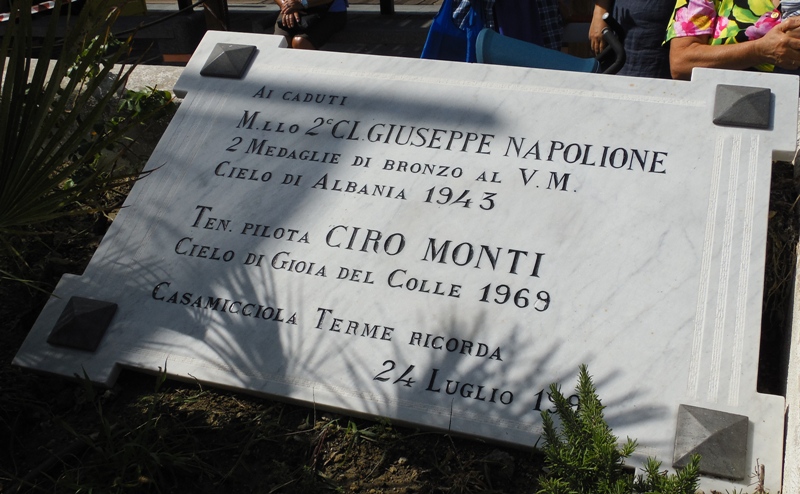 Ai caduti
M.llo 2ᵉ cl. Giuseppe Napolione
2 Medaglie di bronzo al V.M.
Cielo di Albania 1943
Ten. pilota Ciro Monti
Cielo di Gioia del Colle 1969
Casamicciola Terme ricorda
24 Luglio